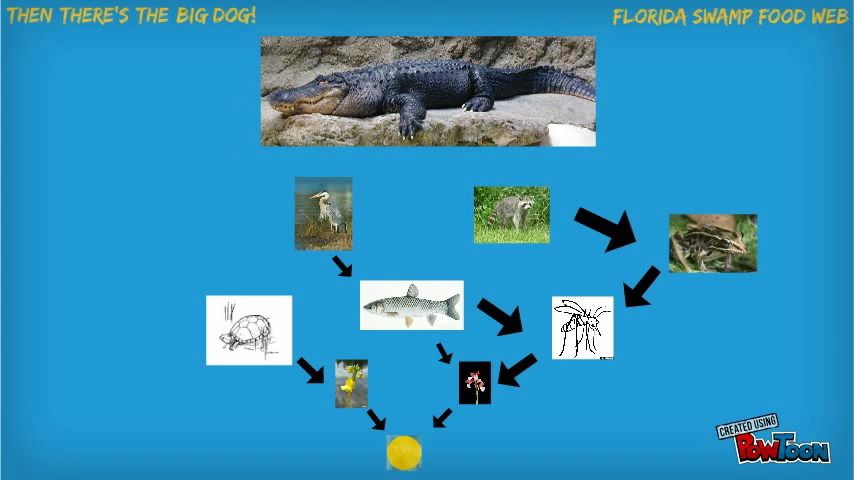 THEN THERE'S THE BIG DOG!
FLORIDA SWAMP FOOD WEB
CREATED USING
POWTOON